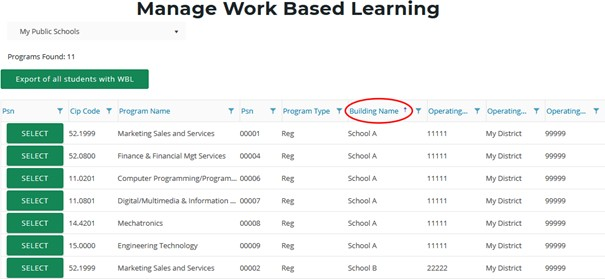 Manage Work Based Learning
My Public Schools
Programs Found: 11
Export of all students with WBL
Psn Cip Code Program Name Psn Program Type Building Name Operating... Operating... Operating...
SELECT 52.1999 Marketing Sales and Services 00001 Reg School A 11111 My District 99999
SELECT 52.0800 Finance & Financial Mgt Services 00004 Reg School A 11111 My District 99999
SELECT 11.0201 Computer Programming/Program... 00006 Reg School A 11111 My District 99999
SELECT 11.0801 Digital/Multimedia & Information ... 00007 Reg School A 11111 My District 99999
SELECT 14.4201 Mechatronics 00008 Reg School A 11111 My District 99999
SELECT 15.0000 Engineering Technology 00009 Reg School A 11111 My District 99999
SELECT 52.1999 Marketing Sales and Services 00002 Reg School B 22222 My District 99999